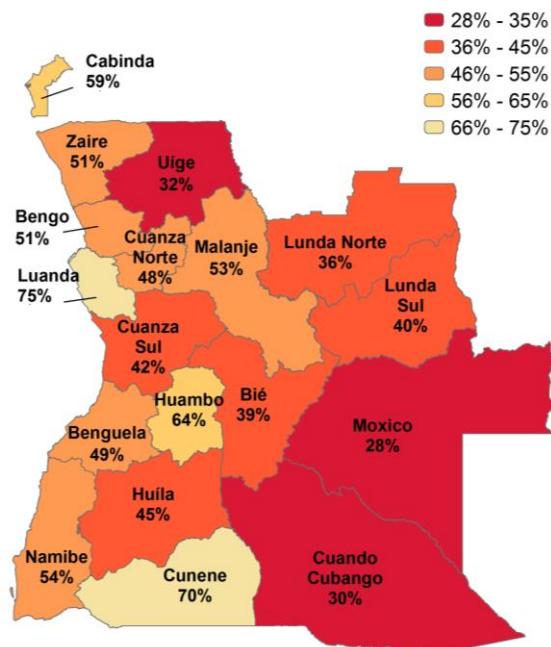 28% - 35%
36% - 45%
46% - 55%
56% - 65%
66% - 75%
Cabinda
59%
Zaire
51%
Uíge
32%
Bengo
51%
Cuanza
Norte
48%
Malanje
53%
Lunda Norte
36%
Luanda
75%
Lunda
Sul
40%
Cuanza
Sul
42%
Huambo
64%
Bié
39%
Moxico
28%
Benguela
49%
Huíla
45%
Namibe
54%
Cunene
70%
Cuando
Cubango
30%